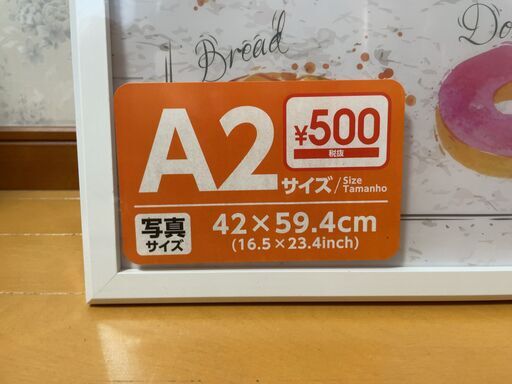 Bread
Do
A2
サイズ/Size Tamanho
¥500
税抜
写真
サイズ
42×59.4cm
(16.5×23.4inch)